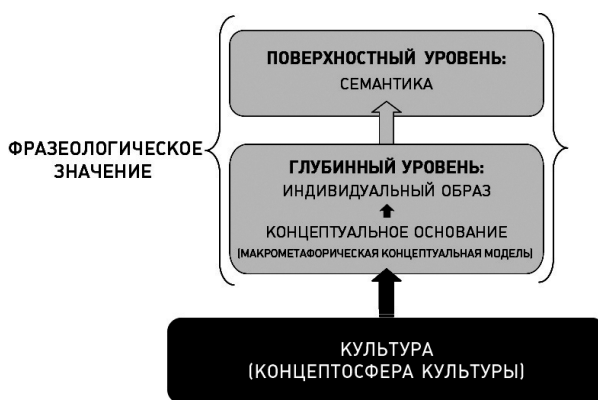 ПОВЕРХНОСТНЫЙ УРОВЕНЬ:
СЕМАНТИКА
ФРАЗЕОЛОГИЧЕСКОЕ
ЗНАЧЕНИЕ
ГЛУБИННЫЙ УРОВЕНЬ:
ИНДИВИДУАЛЬНЫЙ ОБРАЗ
КОНЦЕПТУАЛЬНОЕ ОСНОВАНИЕ
(МАКРОМЕТАФОРИЧЕСКАЯ КОНЦЕПТУАЛЬНАЯ МОДЕЛЬ)
КУЛЬТУРА
(КОНЦЕПТОСФЕРА КУЛЬТУРЫ)